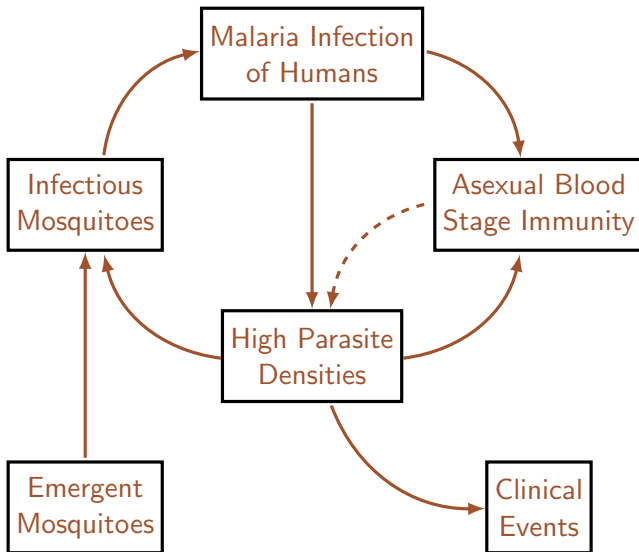 Malaria Infection
of Humans
Infectious
Mosquitoes
Asexual Blood
Stage Immunity
High Parasite
Densities
Emergent
Mosquitoes
Clinical
Events